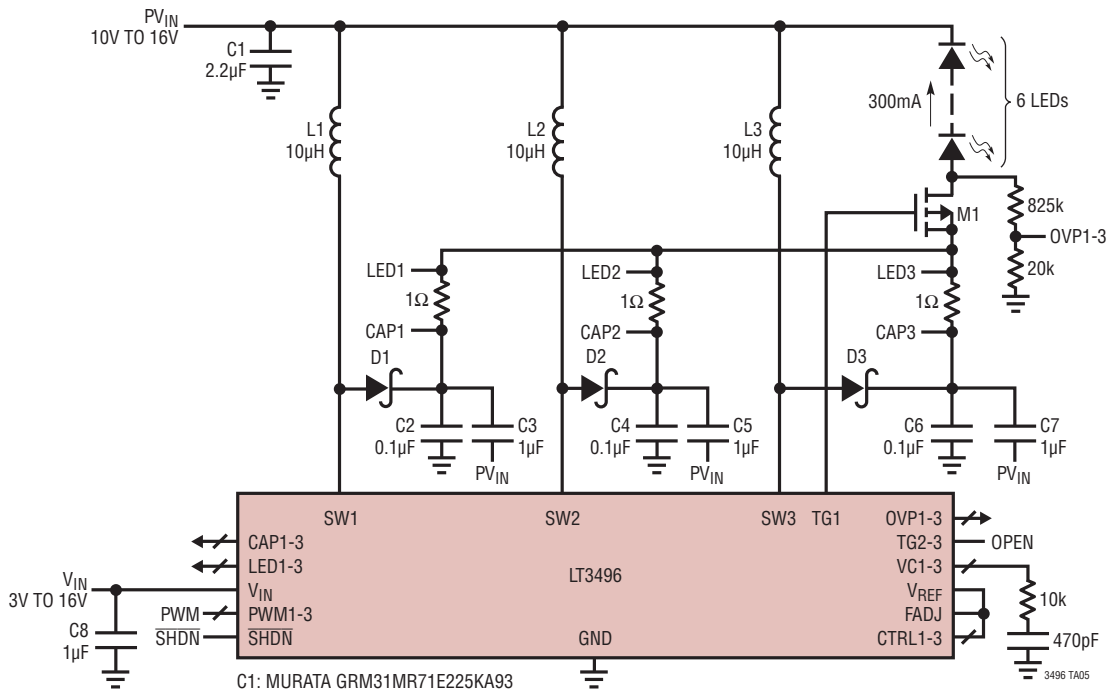 PVIN
10V TO 16V
C1
2.2µF
L1
10µH
L2
10µH
L3
10µH
300mA
6 LEDs
M1
825k
OVP1-3
20k
LED1
1Ω
CAP1
LED2
1Ω
CAP2
LED3
1Ω
CAP3
D1
D2
D3
C2
0.1µF
C3
1µF
PVIN
C4
0.1µF
C5
1µF
PVIN
C6
0.1µF
C7
1µF
PVIN
SW1
SW2
SW3
TG1
OVP1-3
CAP1-3
TG2-3
OPEN
LED1-3
LT3496
VC1-3
VIN
3V TO 16V
VIN
VREF
PWM
PWM1-3
FADJ
10k
SHDN
SHDN
GND
CTRL1-3
C8
1µF
470pF
C1: MURATA GRM31MR71E225KA93
3496 TA05